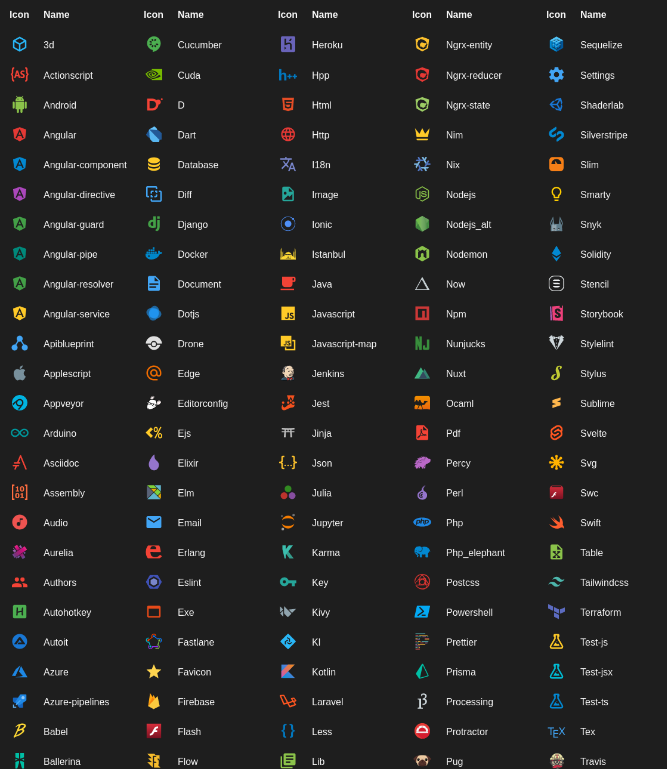 Icon Name Icon Name Icon Name Icon Name Icon Name
3d Cucumber Heroku Ngrx-entity Sequelize
Actionscript Cuda Hpp Ngrx-reducer Settings
Android D Html Ngrx-state Shaderlab
Angular Dart Http Nim Silverstripe
Angular-component Database I18n Nix Slim
Angular-directive Diff Image Nodejs Smarty
Angular-guard Django Ionic Nodejs_alt Snyk
Angular-pipe Docker Istanbul Nodemon Solidity
Angular-resolver Document Java Now Stencil
Angular-service Dotjs Javascript Npm Storybook
Apiblueprint Drone Javascript-map Nunjucks Stylelint
Applescript Edge Jenkins Nuxt Stylus
Appveyor Editorconfig Jest Ocaml Sublime
Arduino Ejs Jinja Pdf Svelte
Asciidoc Elixir Json Percy Svg
Assembly Elm Julia Perl Swc
Audio Email Jupyter Php Swift
Aurelia Erlang Karma Php_elephant Table
Authors Eslint Key Postcss Tailwindcss
Autohotkey Exe Kivy Powershell Terraform
Autoit Fastlane Kl Prettier Test-js
Azure Favicon Kotlin Prisma Test-jsx
Azure-pipelines Firebase Laravel Processing Test-ts
Babel Flash Less Protractor Tex
Ballerina Flow Lib Pug Travis